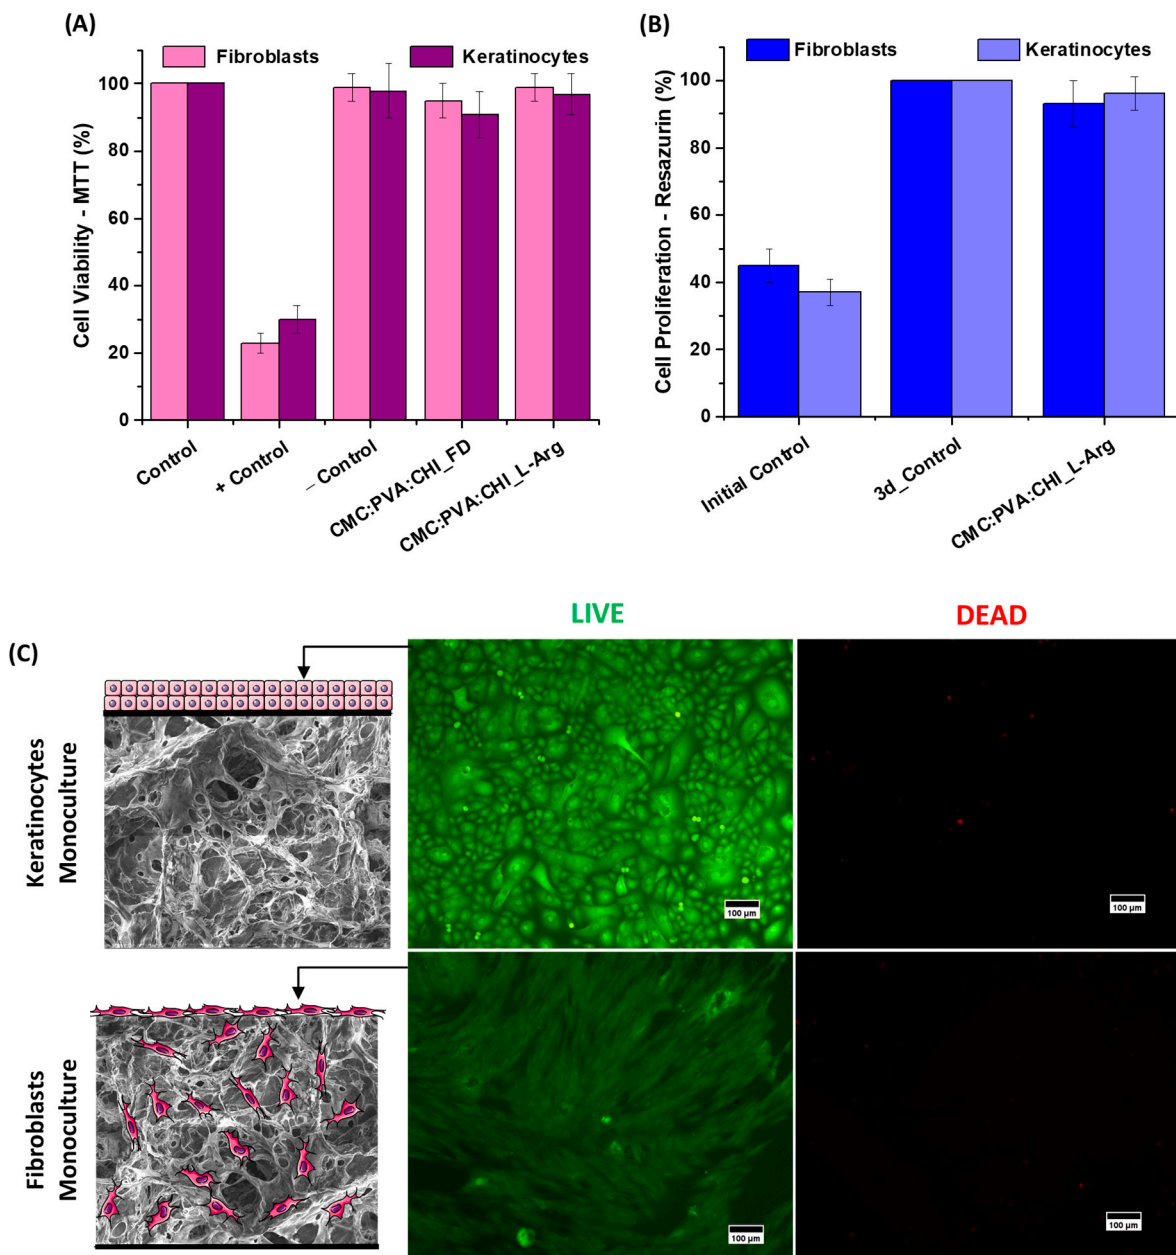 (A)
Fibroblasts
Keratinocytes
Cell Viability - MTT (%)
100
80
60
40
20
0
Control
+ Control
– Control
CMC:PVA:CHI_FD
CMC:PVA:CHI_L-Arg
(B)
Fibroblasts
Keratinocytes
Cell Proliferation - Resazurin (%)
100
80
60
40
20
0
Initial Control
3d_Control
CMC:PVA:CHI_L-Arg
(C)
LIVE
DEAD
Keratinocytes
Monoculture
100 µm
100 µm
Fibroblasts
Monoculture
100 µm
100 µm